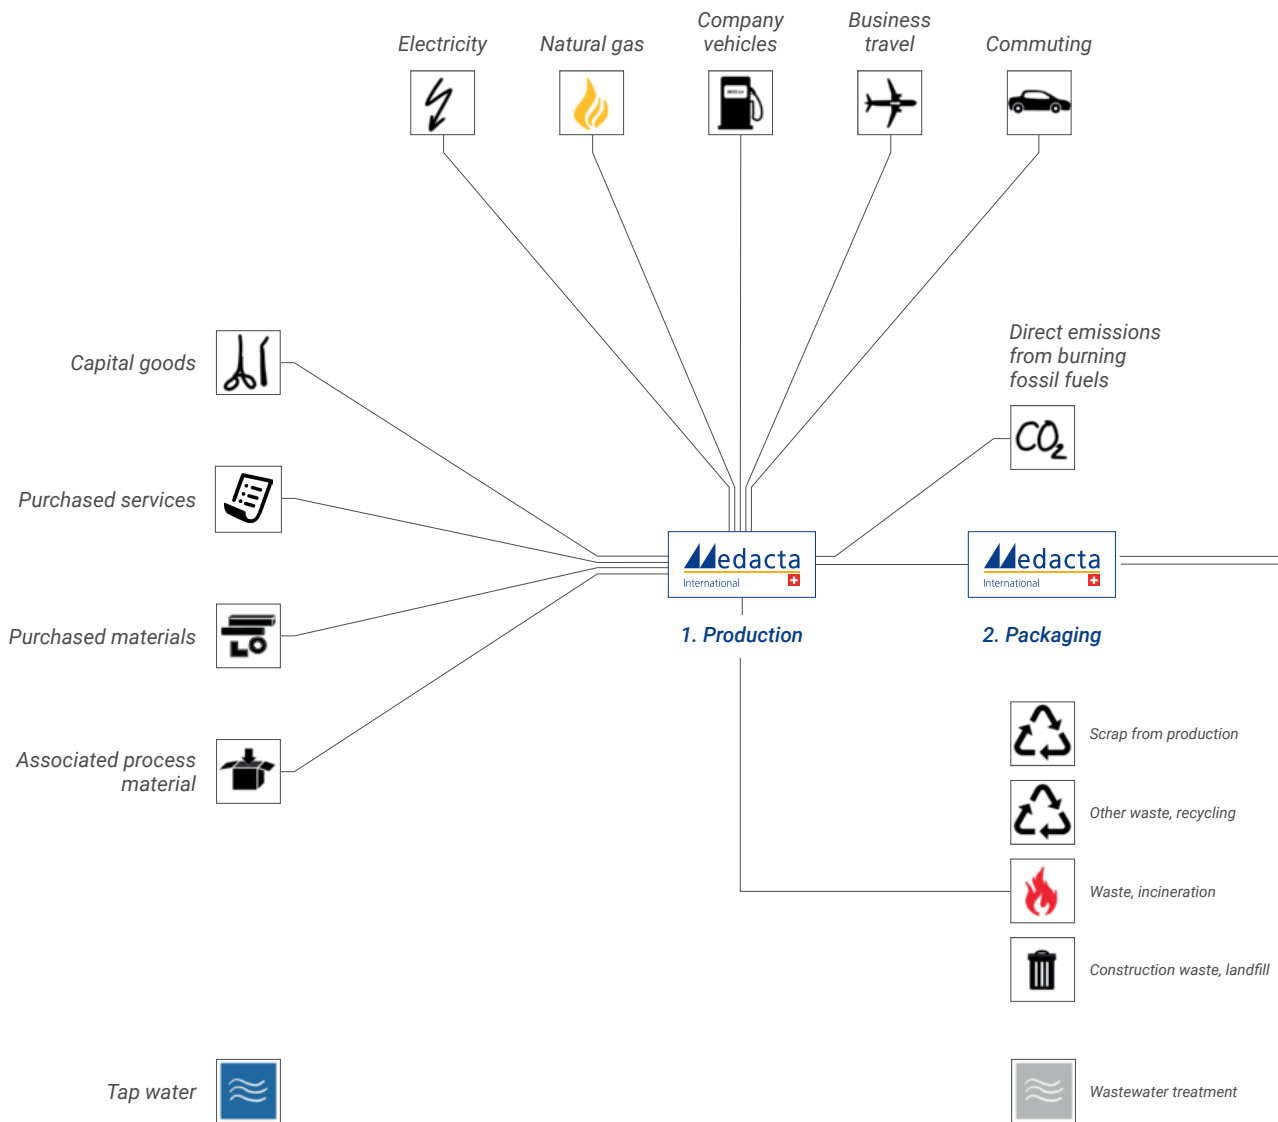 Electricity
Natural gas
Company
vehicles
Business
travel
Commuting
Capital goods
Direct emissions
from burning
fossil fuels
CO₂
Purchased services
Medacta
International
Medacta
International
1. Production
2. Packaging
Purchased materials
Associated process
material
Scrap from production
Other waste, recycling
Waste, incineration
Construction waste, landfill
Tap water
Wastewater treatment